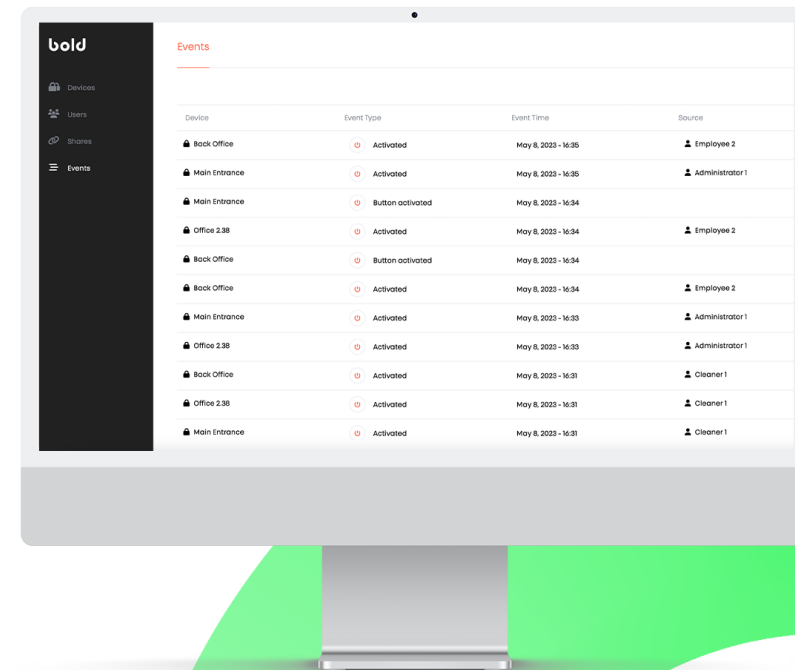 bold
Events
Devices
Users
Shares
Events
Device Event Type Event Time Source
Back Office Activated May 8, 2023 - 16:35 Employee 2
Main Entrance Activated May 8, 2023 - 16:35 Administrator 1
Main Entrance Button activated May 8, 2023 - 16:34
Office 2.38 Activated May 8, 2023 - 16:34 Employee 2
Back Office Button activated May 8, 2023 - 16:34
Back Office Activated May 8, 2023 - 16:34 Employee 2
Main Entrance Activated May 8, 2023 - 16:33 Administrator 1
Office 2.38 Activated May 8, 2023 - 16:33 Administrator 1
Back Office Activated May 8, 2023 - 16:31 Cleaner 1
Office 2.38 Activated May 8, 2023 - 16:31 Cleaner 1
Main Entrance Activated May 8, 2023 - 16:31 Cleaner 1